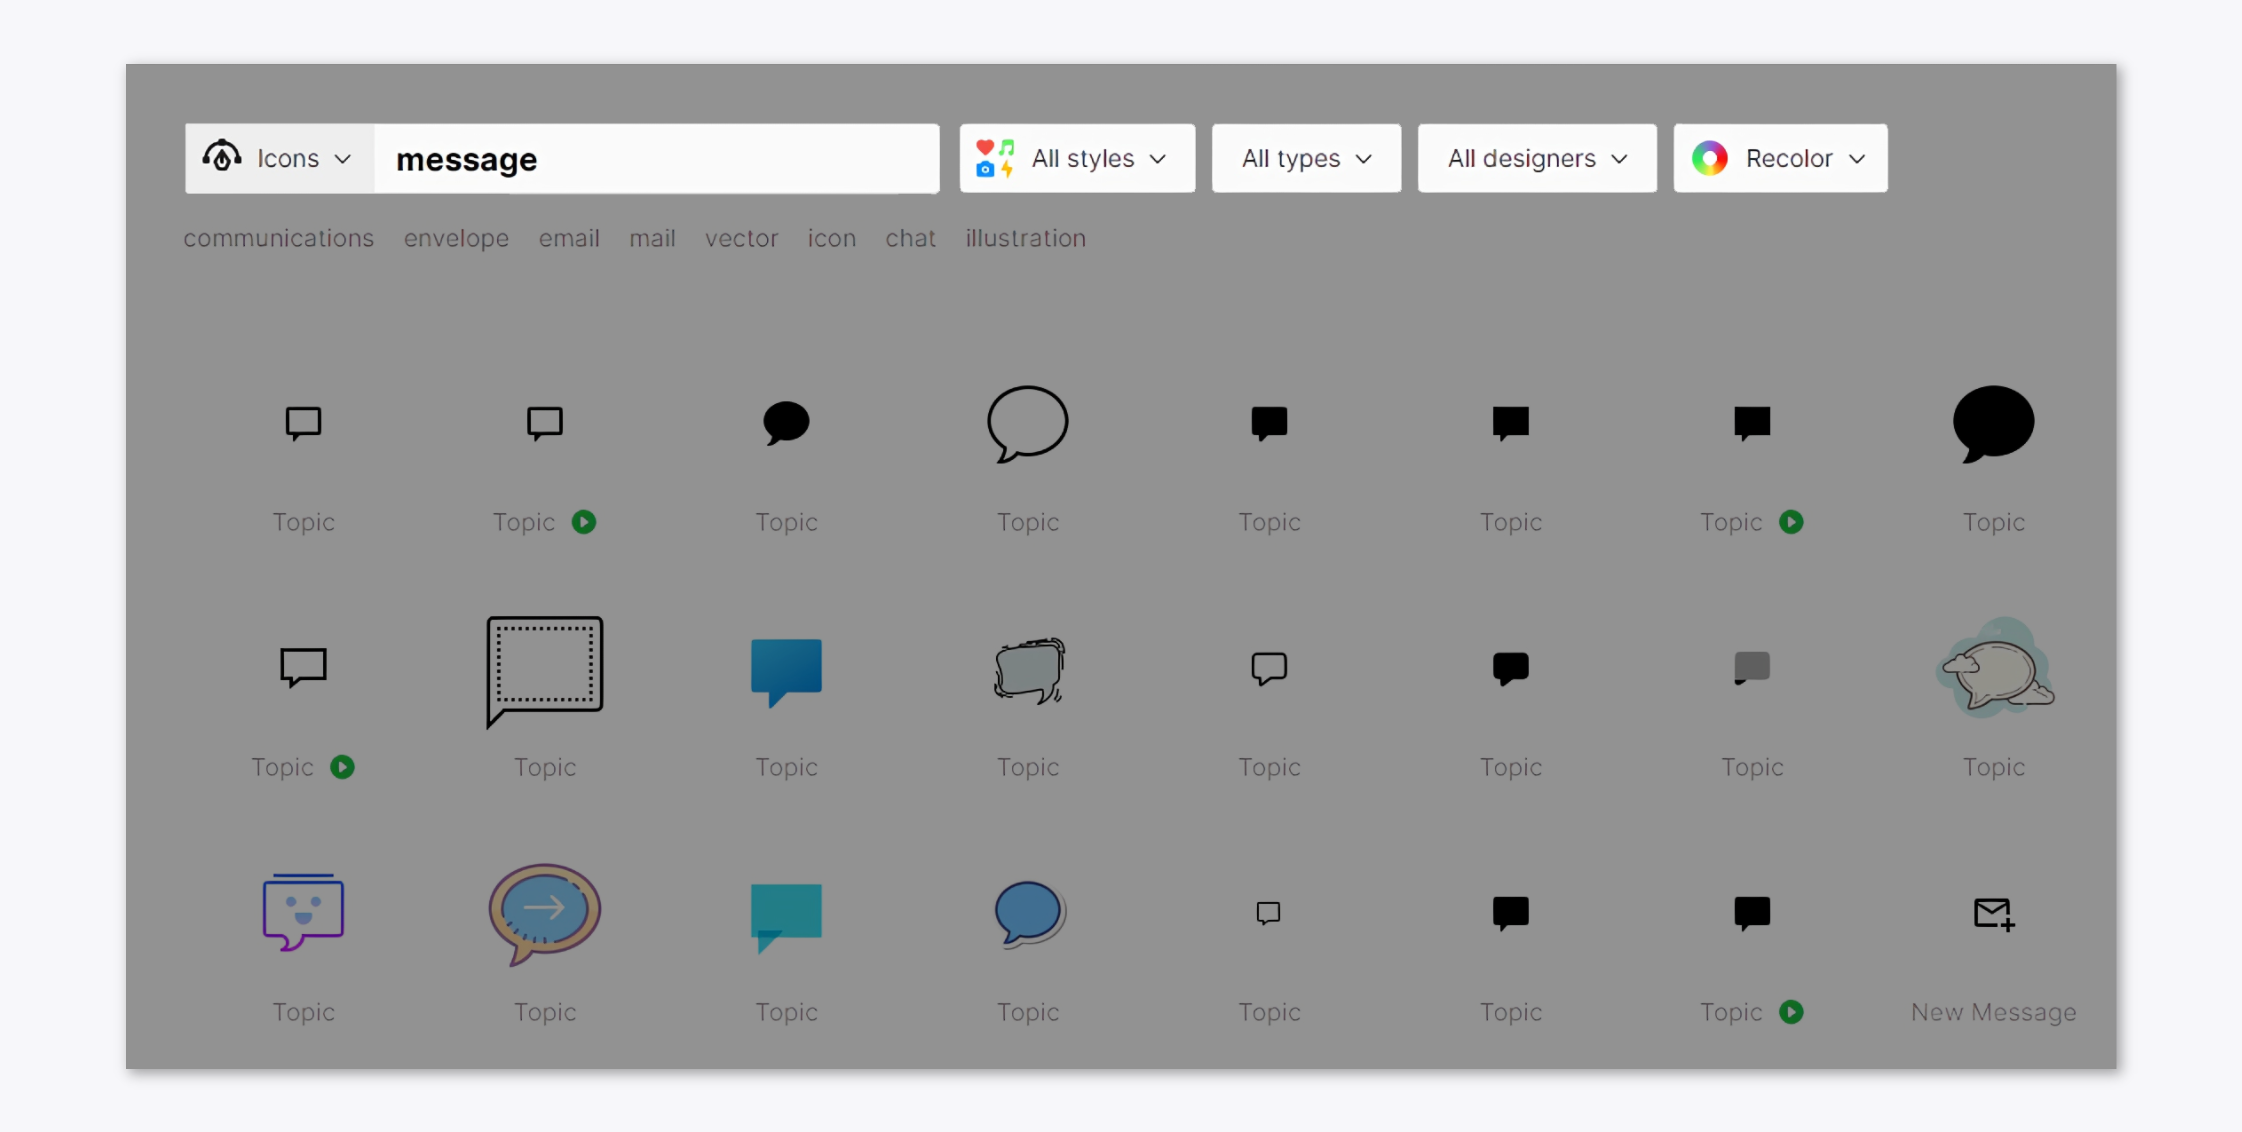 Icons message All styles All types All designers Recolor
communications envelope email mail vector icon chat illustration
Topic Topic Topic Topic Topic Topic Topic Topic
Topic Topic Topic Topic Topic Topic Topic Topic
Topic Topic Topic Topic Topic Topic Topic New Message